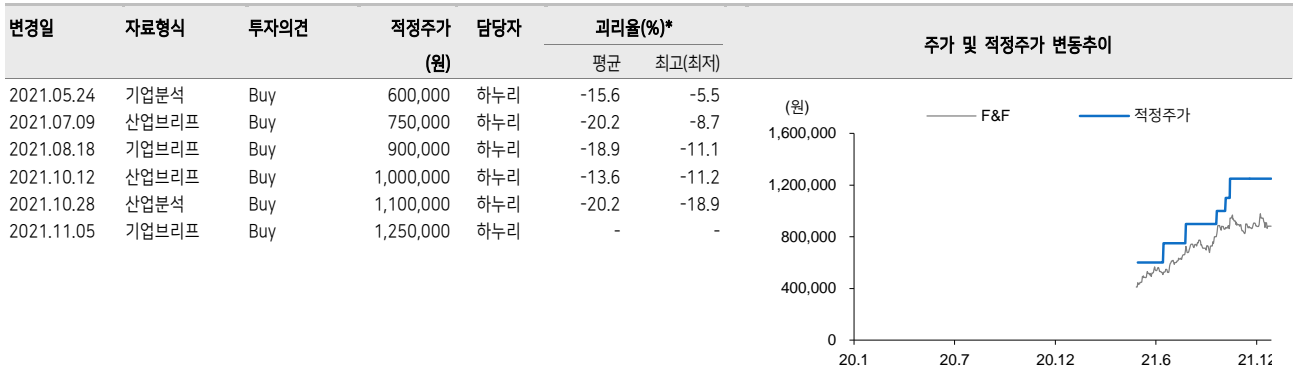 변경일 자료형식 투자의견 적정주가 담당자 괴리율(%)* 주가 및 적정주가 변동추이
(원) 평균 최고(최저)
2021.05.24 기업분석 Buy 600,000 하누리 -15.6 -5.5
2021.07.09 산업브리프 Buy 750,000 하누리 -20.2 -8.7
2021.08.18 기업브리프 Buy 900,000 하누리 -18.9 -11.1
2021.10.12 산업브리프 Buy 1,000,000 하누리 -13.6 -11.2
2021.10.28 산업분석 Buy 1,100,000 하누리 -20.2 -18.9
2021.11.05 기업브리프 Buy 1,250,000 하누리 - -
(원) F&F 적정주가
1,600,000
1,200,000
800,000
400,000
0
20.1 20.7 20.12 21.6 21.12